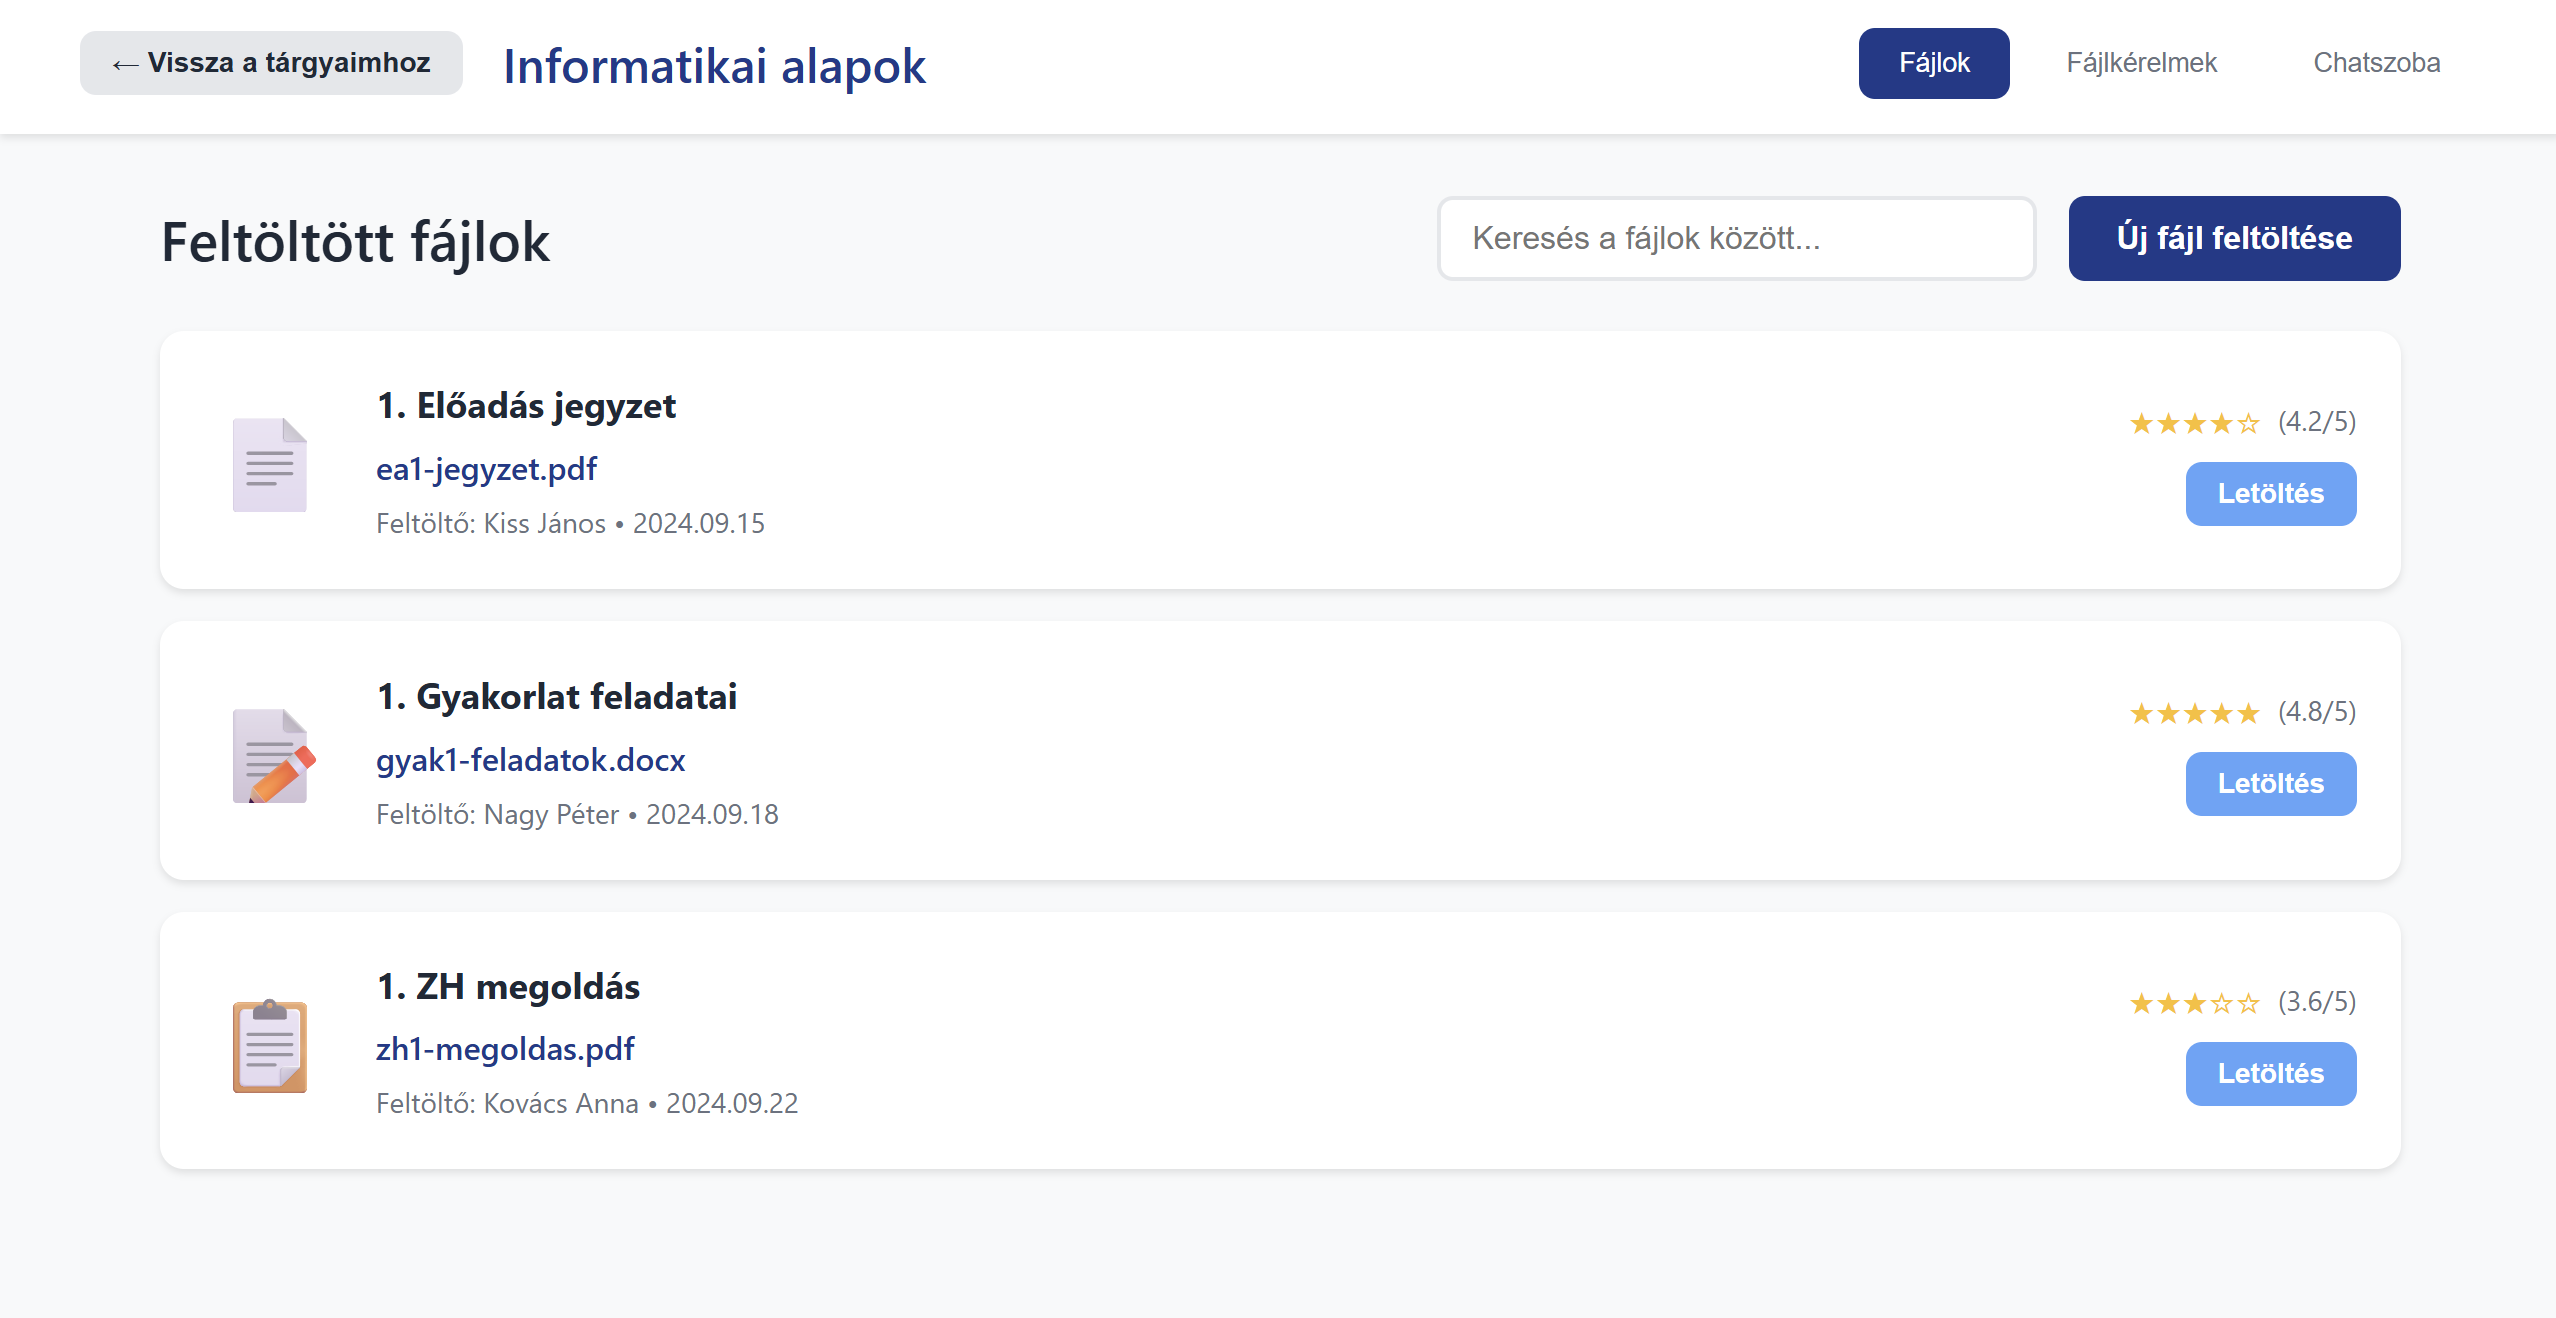 ← Vissza a tárgyaimhoz
Informatikai alapok
Fájlok
Fájlkérelmek
Chatszoba
Feltöltött fájlok
Keresés a fájlok között...
Új fájl feltöltése
1. Előadás jegyzet
ea1-jegyzet.pdf
Feltöltő: Kiss János • 2024.09.15
★★★★☆ (4.2/5)
Letöltés
1. Gyakorlat feladatai
gyak1-feladatok.docx
Feltöltő: Nagy Péter • 2024.09.18
★★★★★ (4.8/5)
Letöltés
1. ZH megoldás
zh1-megoldas.pdf
Feltöltő: Kovács Anna • 2024.09.22
★★★☆☆ (3.6/5)
Letöltés